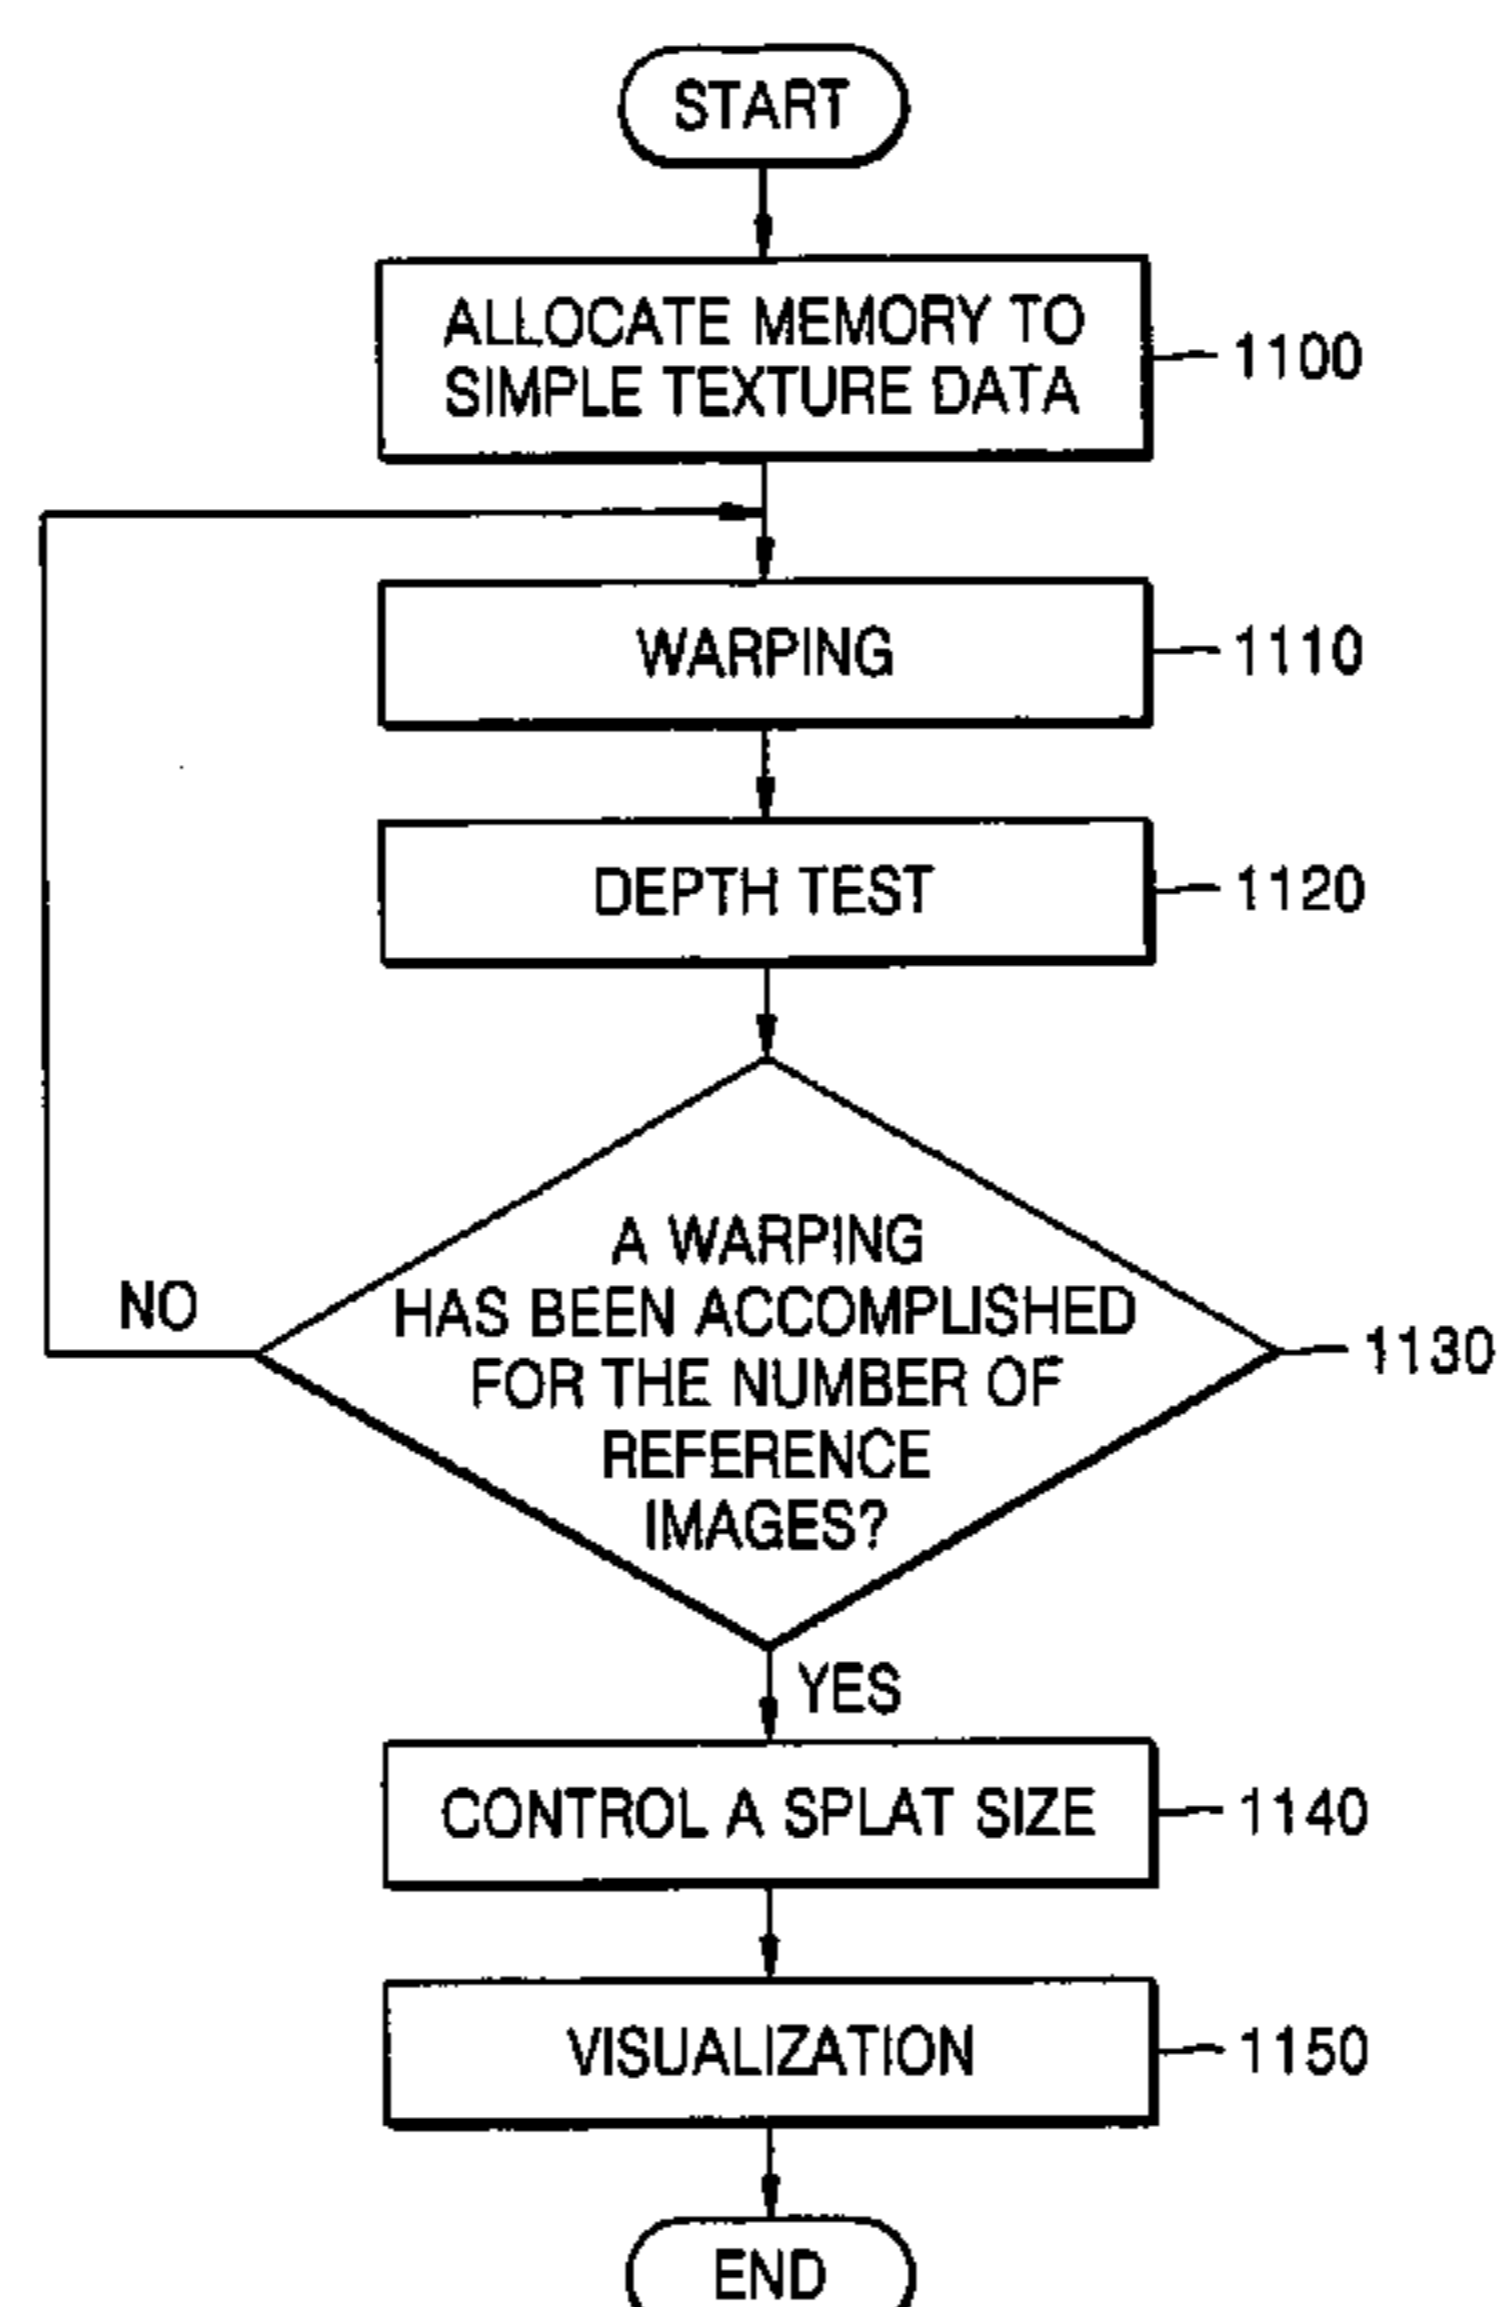 START
ALLOCATE MEMORY TO
SIMPLE TEXTURE DATA
1100
WARPING
1110
DEPTH TEST
1120
A WARPING
HAS BEEN ACCOMPLISHED
FOR THE NUMBER OF
REFERENCE
IMAGES?
1130
NO
YES
CONTROL A SPLAT SIZE
1140
VISUALIZATION
1150
END